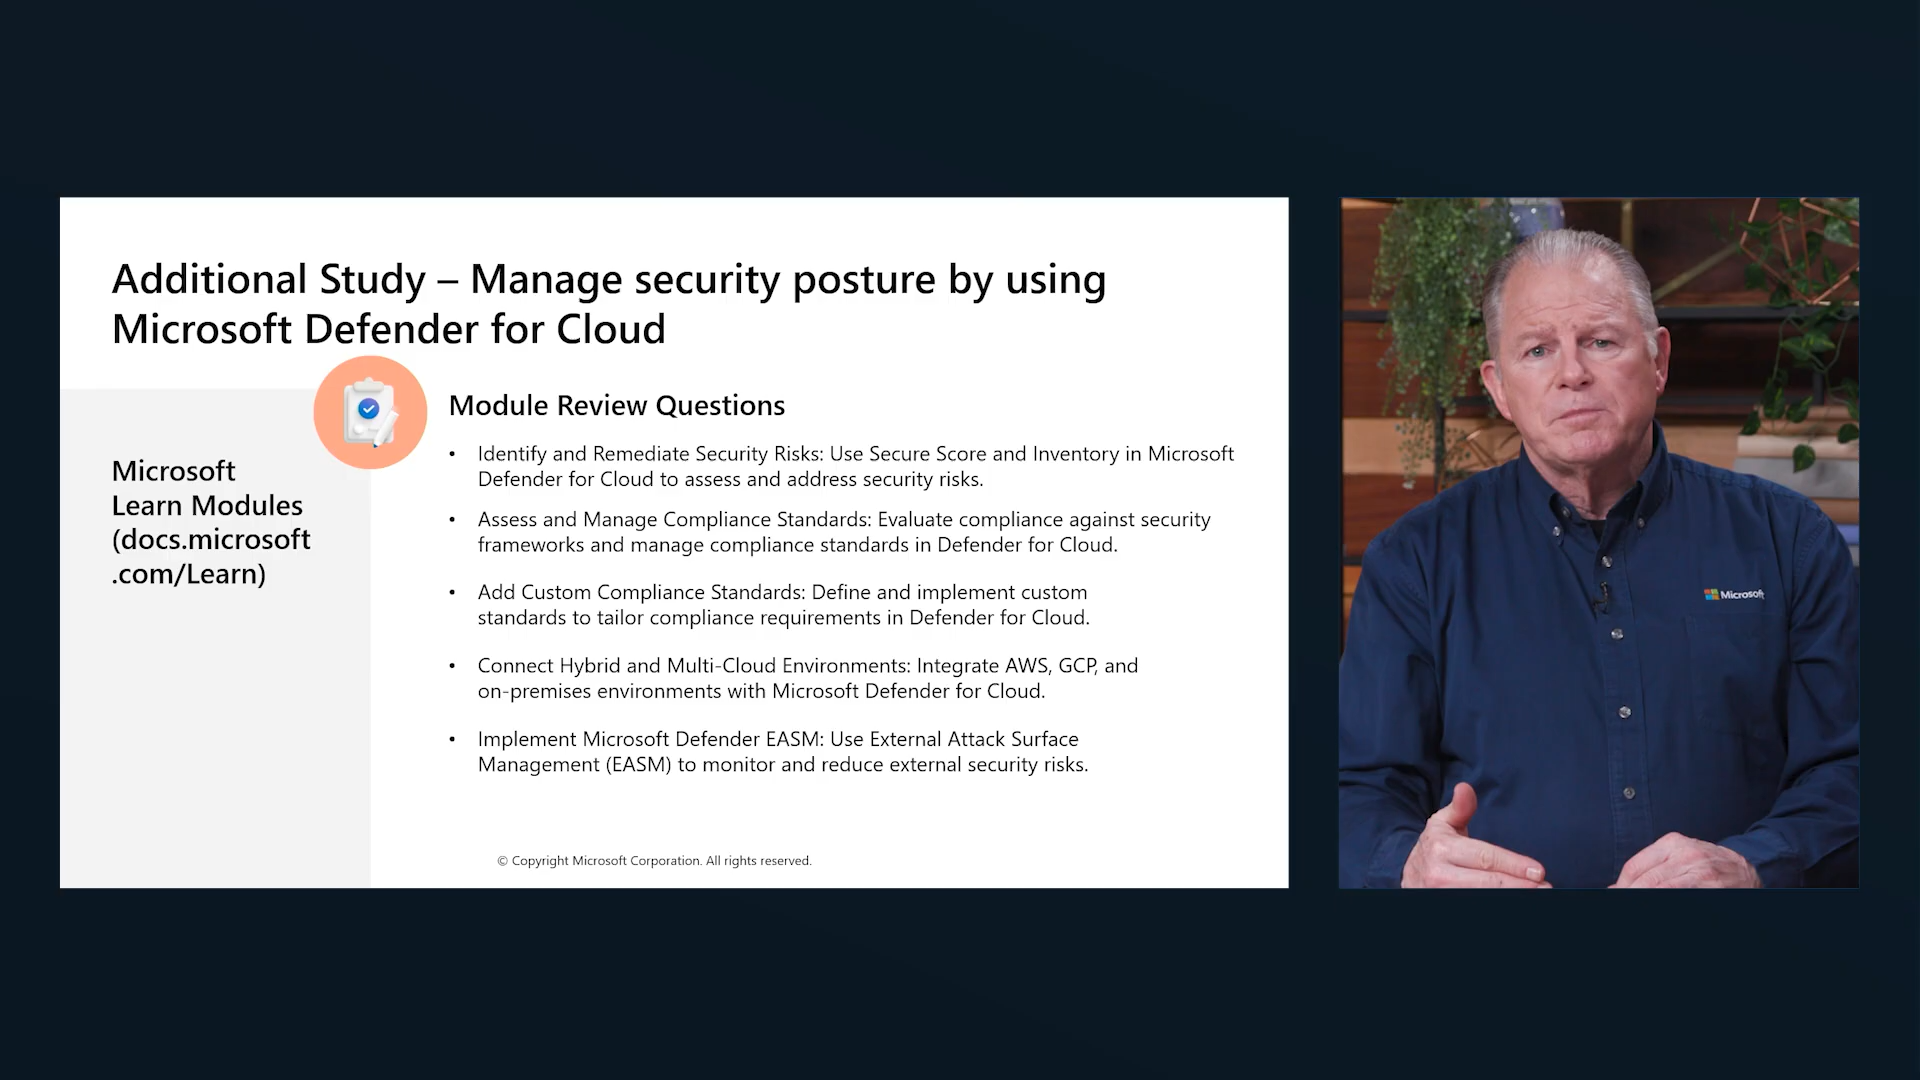 Additional Study – Manage security posture by using
Microsoft Defender for Cloud
Microsoft
Learn Modules
(docs.microsoft
.com/Learn)
Module Review Questions
• Identify and Remediate Security Risks: Use Secure Score and Inventory in Microsoft
Defender for Cloud to assess and address security risks.
• Assess and Manage Compliance Standards: Evaluate compliance against security
frameworks and manage compliance standards in Defender for Cloud.
• Add Custom Compliance Standards: Define and implement custom
standards to tailor compliance requirements in Defender for Cloud.
• Connect Hybrid and Multi-Cloud Environments: Integrate AWS, GCP, and
on-premises environments with Microsoft Defender for Cloud.
• Implement Microsoft Defender EASM: Use External Attack Surface
Management (EASM) to monitor and reduce external security risks.
© Copyright Microsoft Corporation. All rights reserved.
Microsoft